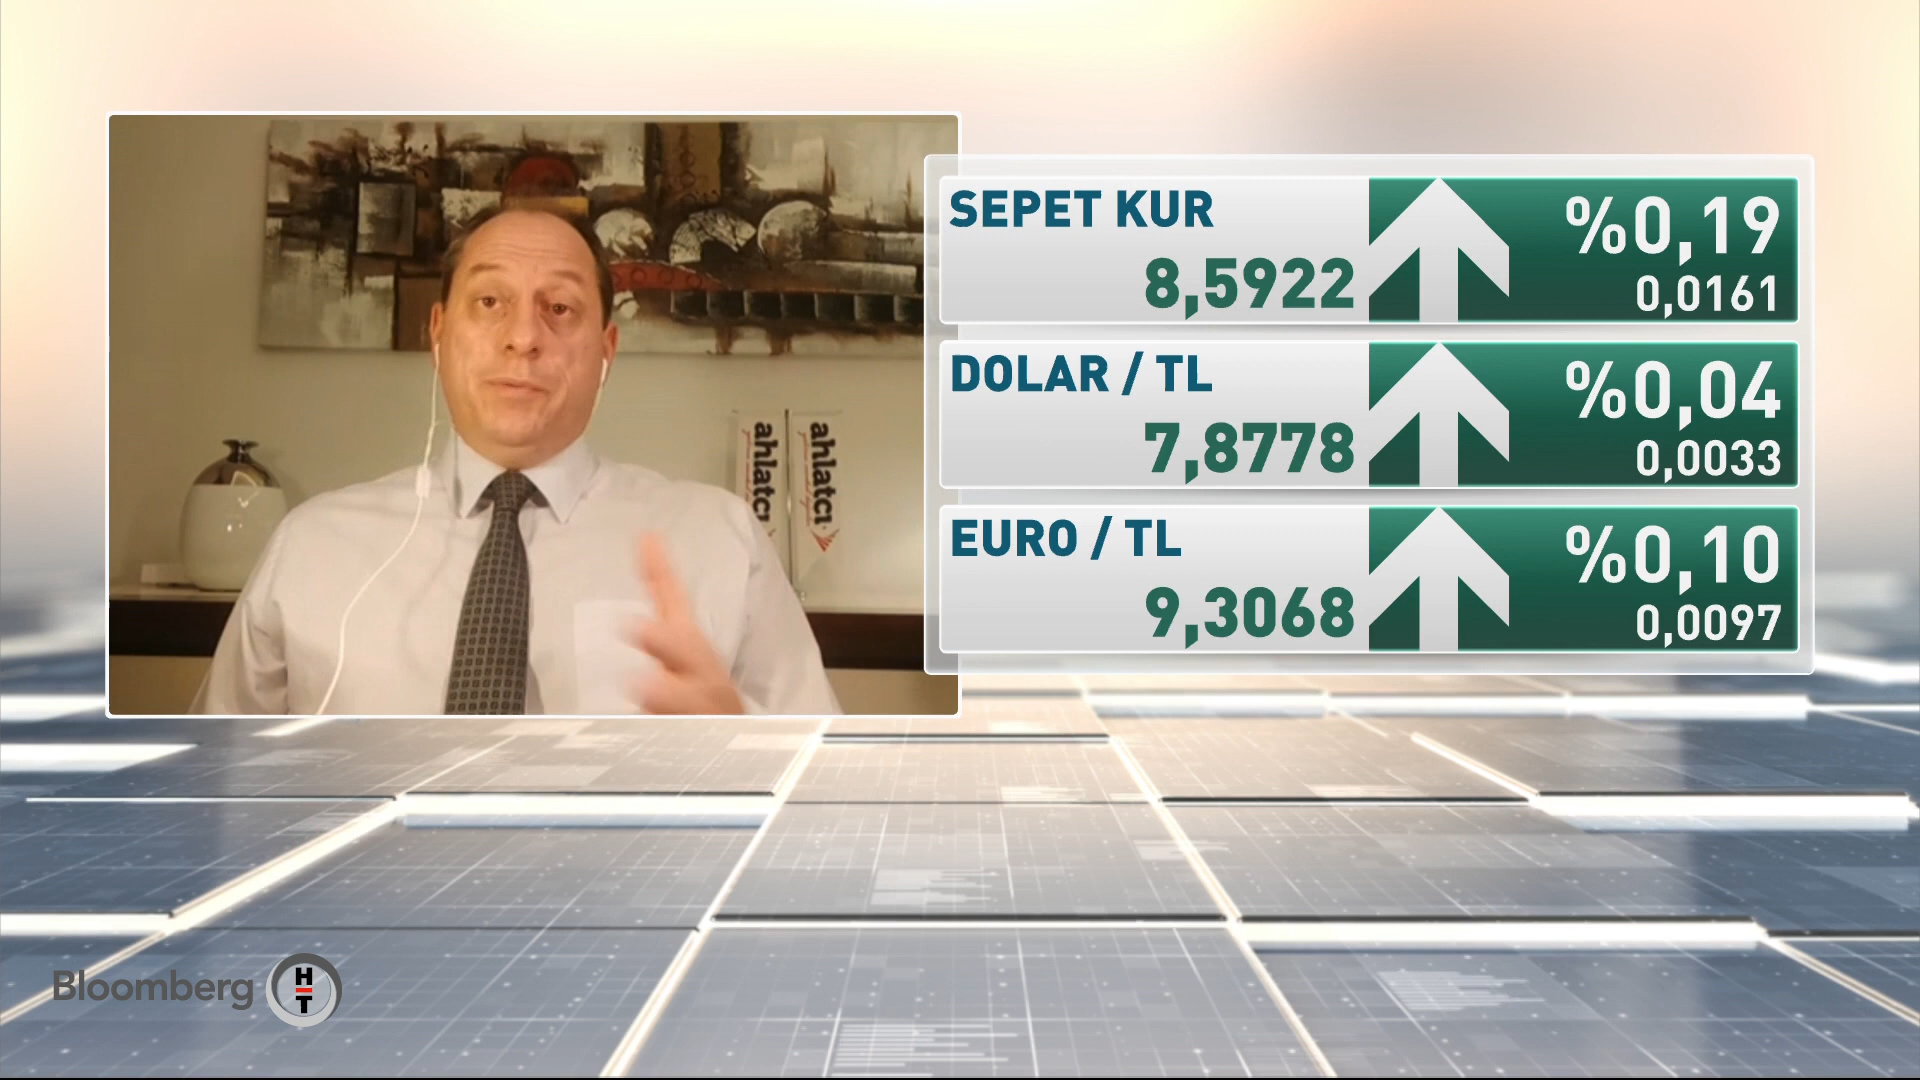 SEPET KUR
8,5922
%0,19
0,0161
DOLAR / TL
7,8778
%0,04
0,0033
EURO / TL
9,3068
%0,10
0,0097
ahlatcı
ahlatcı
Bloomberg HT